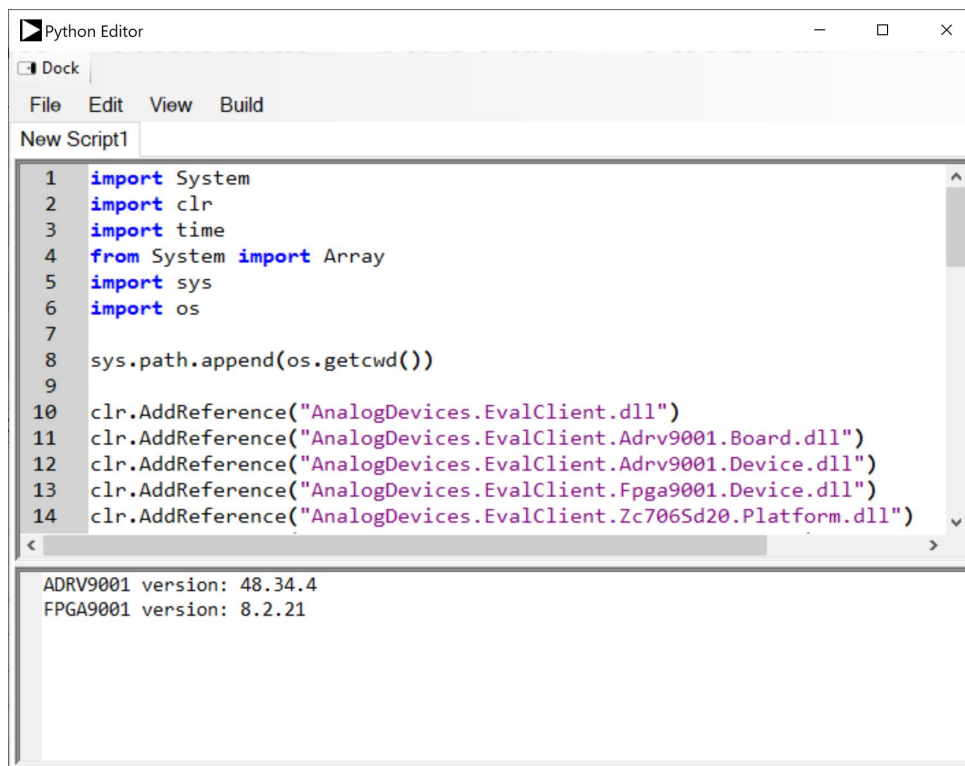 Python Editor
Dock
File Edit View Build
New Script1
1 import System
2 import clr
3 import time
4 from System import Array
5 import sys
6 import os
7
8 sys.path.append(os.getcwd())
9
10 clr.AddReference("AnalogDevices.EvalClient.dll")
11 clr.AddReference("AnalogDevices.EvalClient.Adrv9001.Board.dll")
12 clr.AddReference("AnalogDevices.EvalClient.Adrv9001.Device.dll")
13 clr.AddReference("AnalogDevices.EvalClient.Fpga9001.Device.dll")
14 clr.AddReference("AnalogDevices.EvalClient.Zc706Sd20.Platform.dll")
ADRV9001 version: 48.34.4
FPGA9001 version: 8.2.21